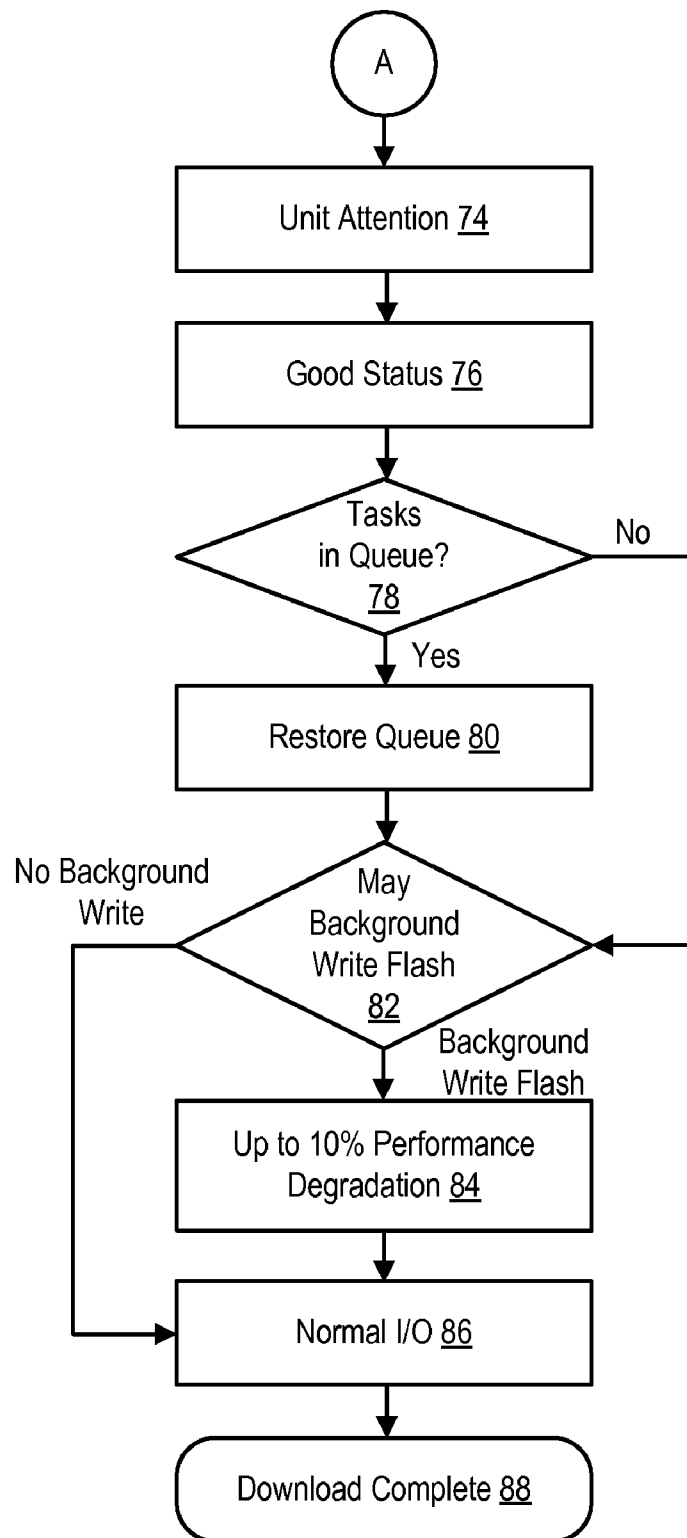 A
Unit Attention 74
Good Status 76
Tasks
in Queue?
78
No
Yes
Restore Queue 80
No Background
Write
May
Background
Write Flash
82
Background
Write Flash
Up to 10% Performance
Degradation 84
Normal I/O 86
Download Complete 88